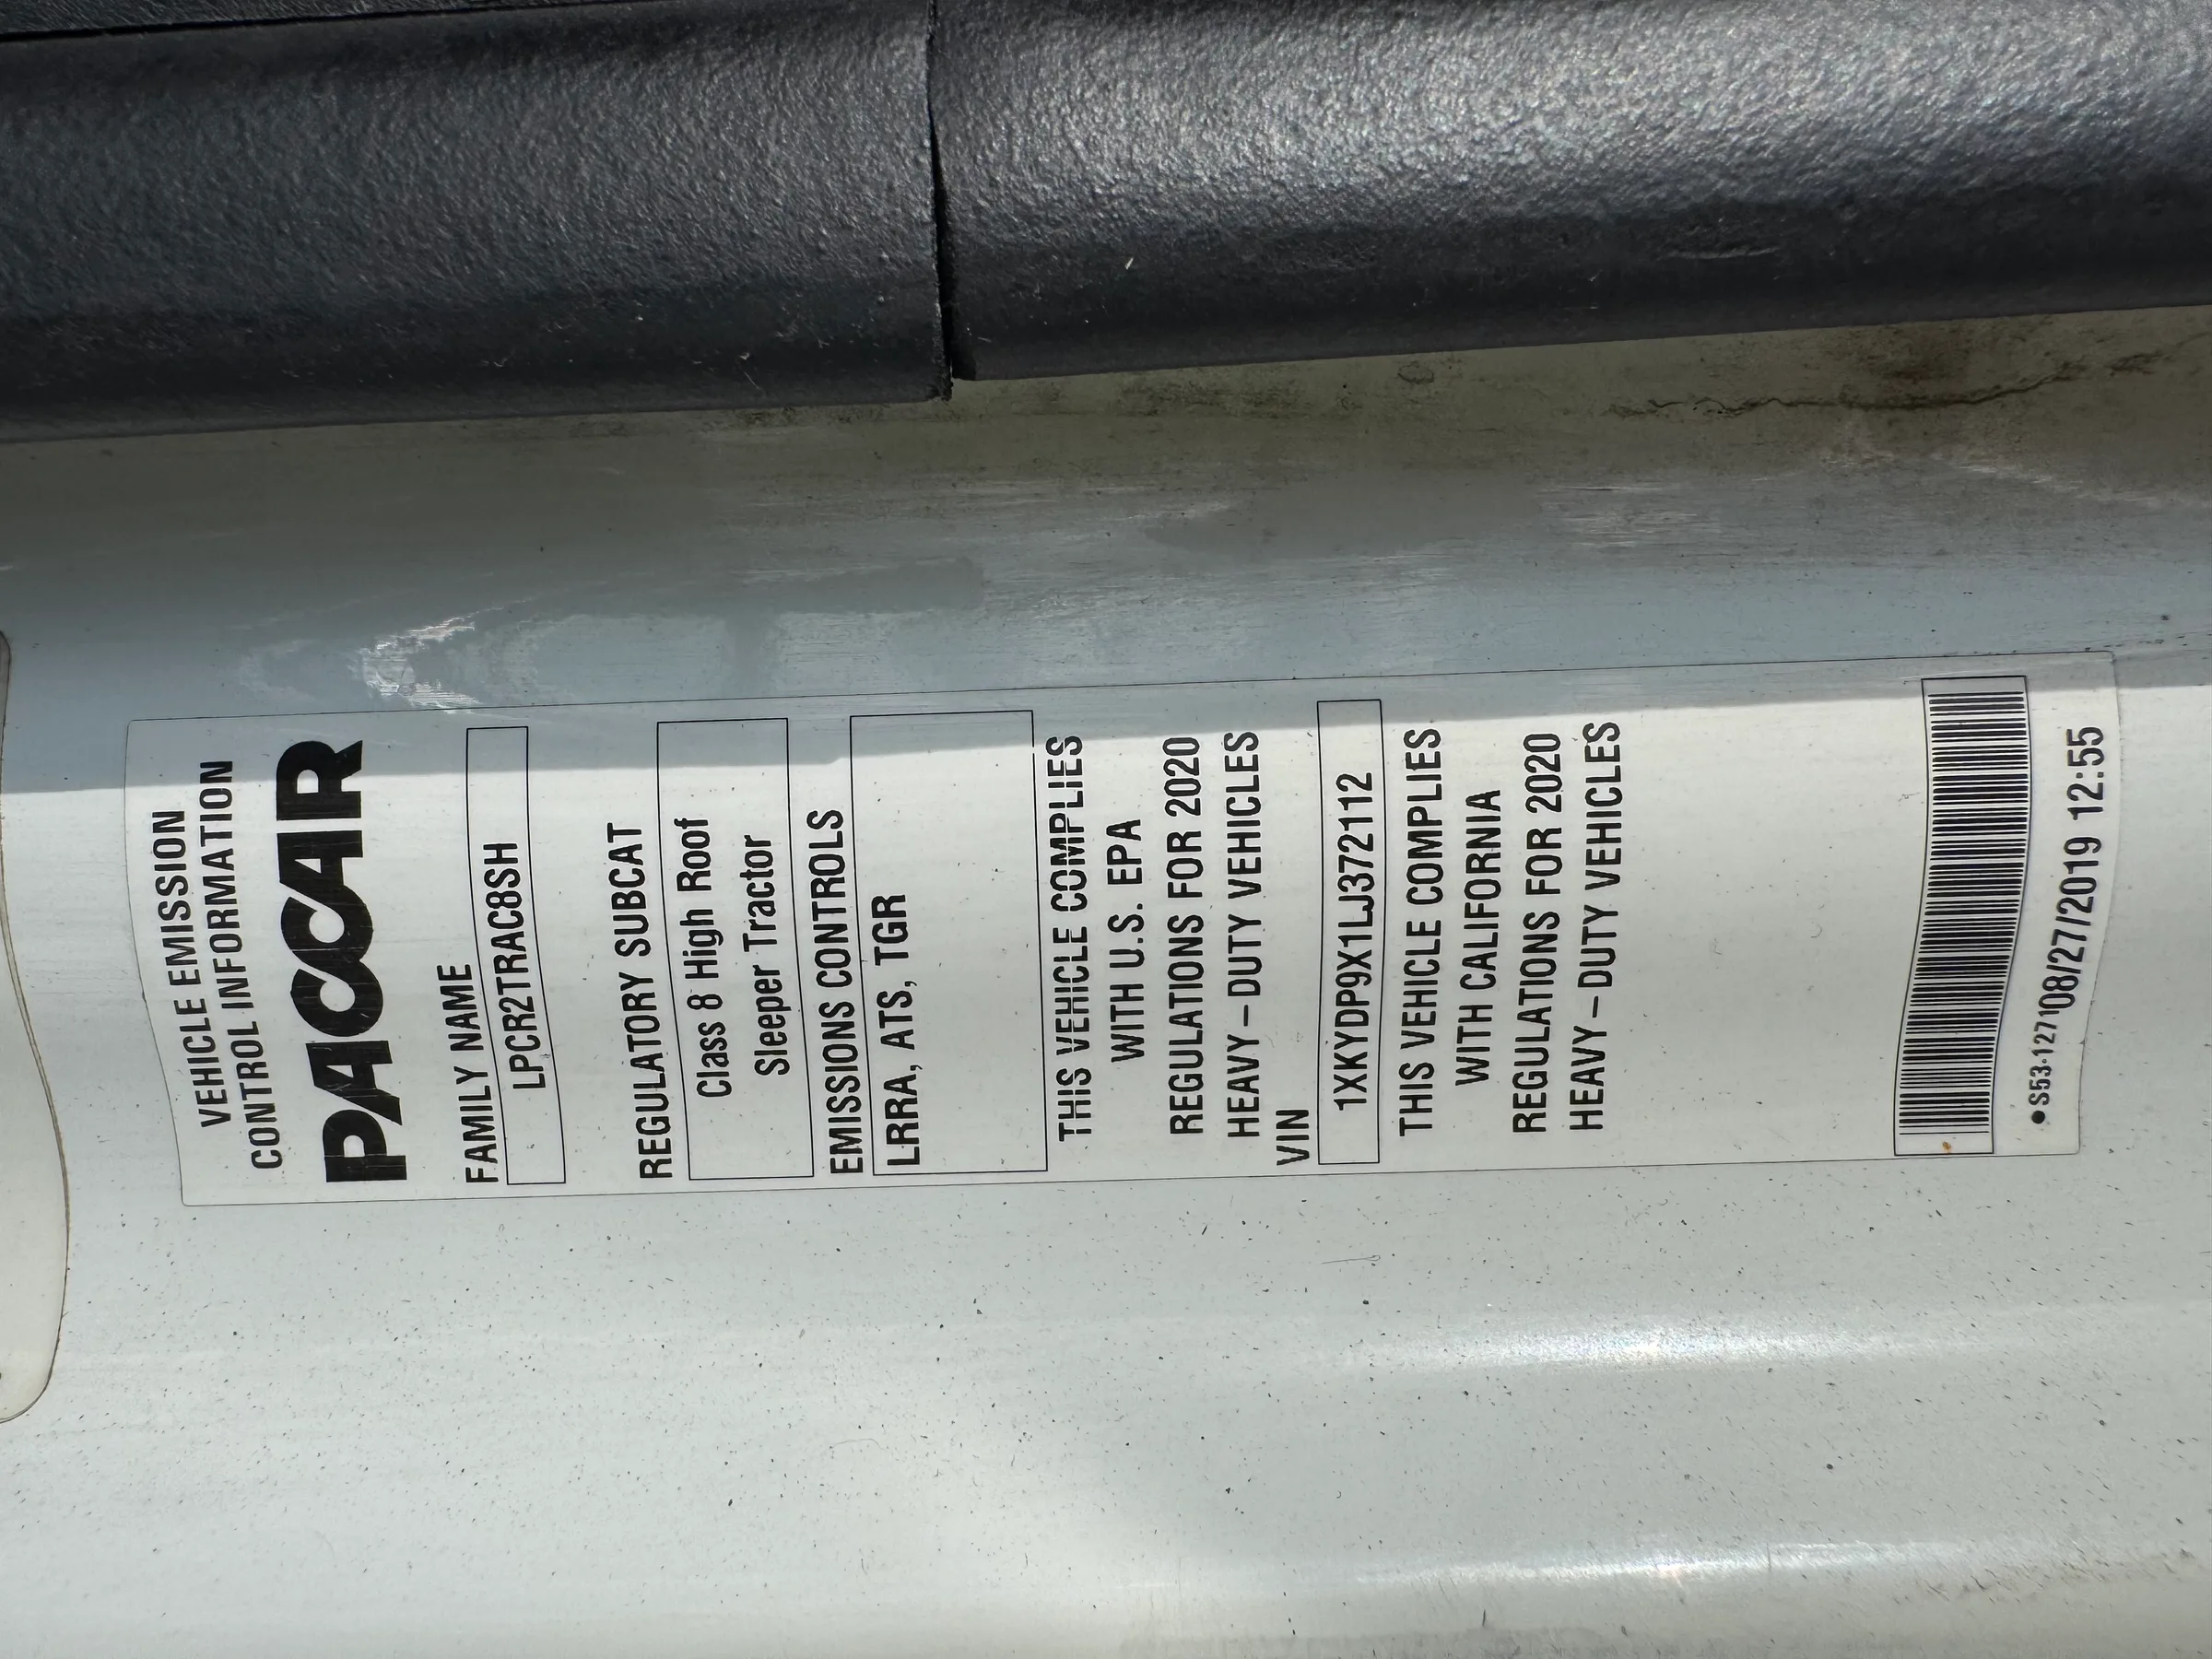 VEHICLE EMISSION
CONTROL INFORMATION
PACCAR
FAMILY NAME
LPCR2TRAC8SH
REGULATORY SUBCAT
Class 8 High Roof
Sleeper Tractor
EMISSIONS CONTROLS
LRRA, ATS, TGR
THIS VEHICLE COMPLIES
WITH U.S. EPA
REGULATIONS FOR 2020
HEAVY-DUTY VEHICLES
VIN
1XKYDP9X1LJ372112
THIS VEHICLE COMPLIES
WITH CALIFORNIA
REGULATIONS FOR 2020
HEAVY-DUTY VEHICLES
•S53-1271 08/27/2019 12:55